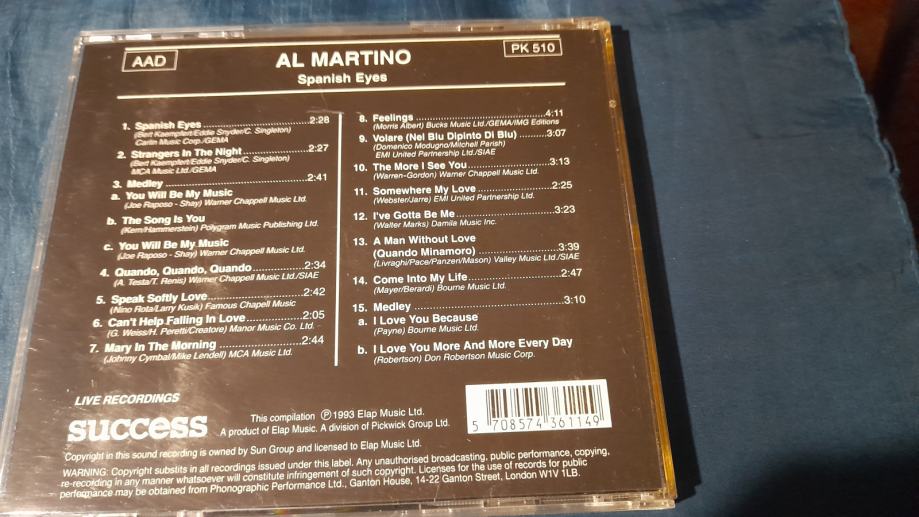 AAD
AL MARTINO
PK 510
Spanish Eyes
1. Spanish Eyes ........ 2:28
(Bert Kaempfert/Eddie Snyder/C. Singleton)
Carlin Music Corp./GEMA
2. Strangers In The Night ........ 2:27
(Bert Kaempfert/Eddie Snyder/C. Singleton)
MCA Music Ltd./GEMA
3. Medley ........ 2:41
a. You Will Be My Music
(Joe Raposo - Shay) Warner Chappell Music Ltd.
b. The Song Is You
(Kern/Hammerstein) Polygram Music Publishing Ltd.
c. You Will Be My Music
(Joe Raposo - Shay) Warner Chappell Music Ltd.
4. Quando, Quando, Quando ........ 2:34
(A. Testa/T. Renis) Warner Chappell Music Ltd./SIAE
5. Speak Softly Love ........ 2:42
(Nino Rota/Larry Kusik) Famous Chapell Music
6. Can't Help Falling In Love ........ 2:05
(G. Weiss/H. Peretti/Creatore) Manor Music Co. Ltd.
7. Mary In The Morning ........ 2:44
(Johnny Cymbal/Mike Lendell) MCA Music Ltd.
8. Feelings ........ 4:11
(Morris Albert) Bucks Music Ltd./GEMA/IMG Editions
9. Volare (Nel Blu Dipinto Di Blu) ........ 3:07
(Domenico Modugno/Mitchell Parish)
EMI United Partnership Ltd./SIAE
10. The More I See You ........ 3:13
(Warren-Gordon) Warner Chappell Music Ltd.
11. Somewhere My Love ........ 2:25
(Webster/Jarre) EMI United Partnership Ltd.
12. I've Gotta Be Me ........ 3:23
(Walter Marks) Damila Music Inc.
13. A Man Without Love
(Quando Minamoro) ........ 3:39
(Livraghi/Pace/Panzeri/Mason) Valley Music Ltd./SIAE
14. Come Into My Life ........ 2:47
(Mayer/Berardi) Bourne Music Ltd.
15. Medley ........ 3:10
a. I Love You Because
(Payne) Bourne Music Ltd.
b. I Love You More And More Every Day
(Robertson) Don Robertson Music Corp.
LIVE RECORDINGS
success
This compilation Ⓟ 1993 Elap Music Ltd.
A product of Elap Music. A division of Pickwick Group Ltd.
5 708574 361149
Copyright in this sound recording is owned by Sun Group and licensed to Elap Music Ltd.
WARNING: Copyright substits in all recordings issued under this label. Any unauthorised broadcasting, public performance, copying,
re-recording in any manner whatsoever will constitute infringement of such copyright. Licenses for the use of records for public
performance may be obtained from Phonographic Performance Ltd., Ganton House, 14-22 Ganton Street, London W1V 1LB.